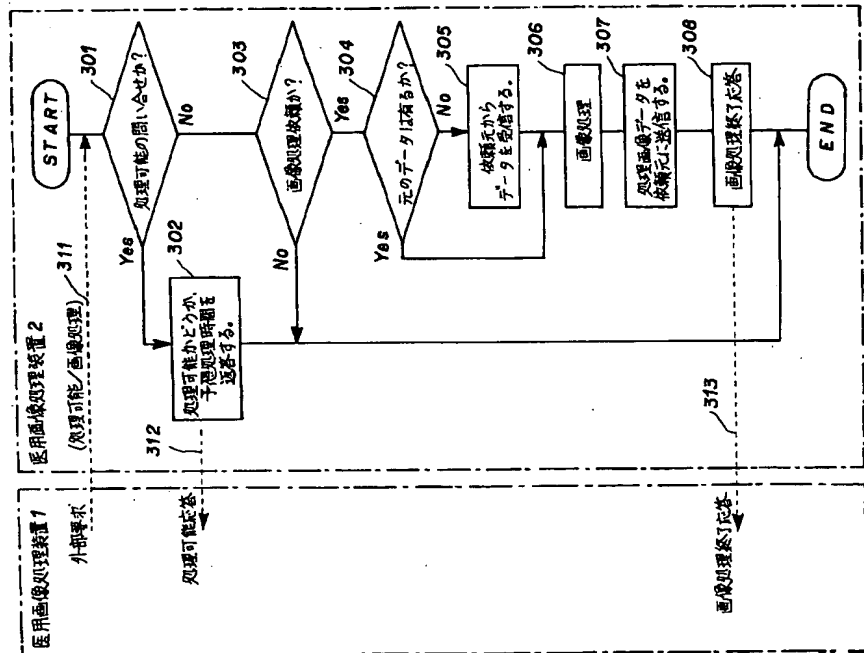 医用画像処理装置1
外部要求
処理可能応答
画像処理終了応答
医用画像処理装置2
(処理可能/画像処理)
311
START
301
処理可能の問い合せか?
Yes
No
302
処理可能かどうか、
予想処理時間を
返答する。
312
303
画像処理依頼か?
No
Yes
304
元のデータは有るか?
Yes
No
305
依頼元から
データを受信する。
306
画像処理
307
処理画像データを
依頼元に送信する。
308
画像処理終了応答
313
END